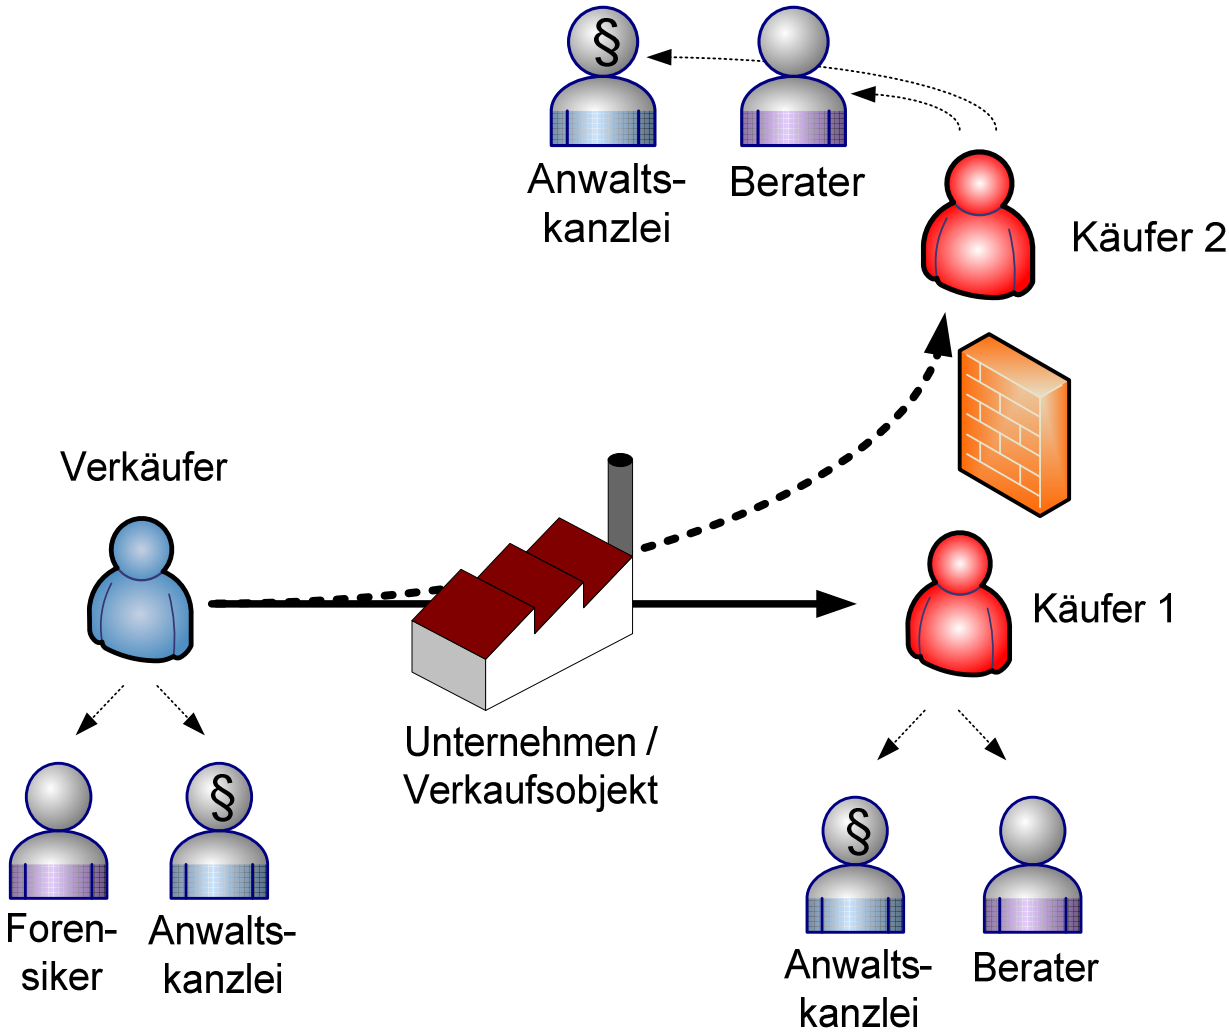 §
Anwalts-
kanzlei
Berater
Käufer 2
Verkäufer
Käufer 1
Unternehmen /
Verkaufsobjekt
§
Foren-
siker
Anwalts-
kanzlei
§
Anwalts-
kanzlei
Berater